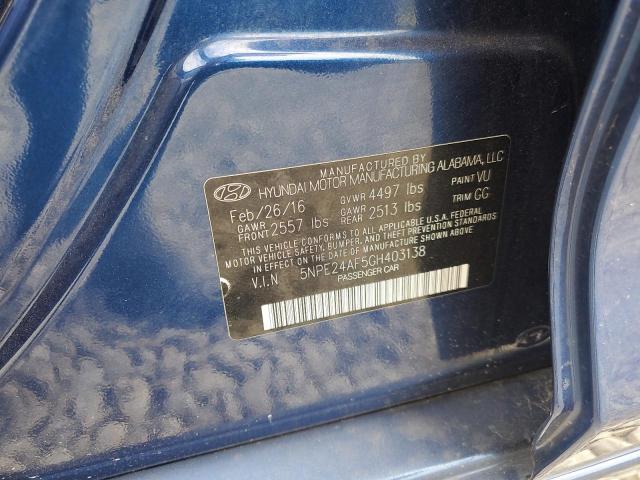 MANUFACTURED BY
HYUNDAI MOTOR MANUFACTURING ALABAMA, LLC
Feb/26/16 GVWR 4497 lbs PAINT VU
GAWR FRONT 2557 lbs GAWR REAR 2513 lbs TRIM GG
THIS VEHICLE CONFORMS TO ALL APPLICABLE U.S.A. FEDERAL
MOTOR VEHICLE SAFETY, BUMPER, AND THEFT PREVENTION
STANDARDS IN EFFECT ON THE DATE OF MANUFACTURE SHOWN ABOVE.
V.I.N 5NPE24AF5GH403138
PASSENGER CAR